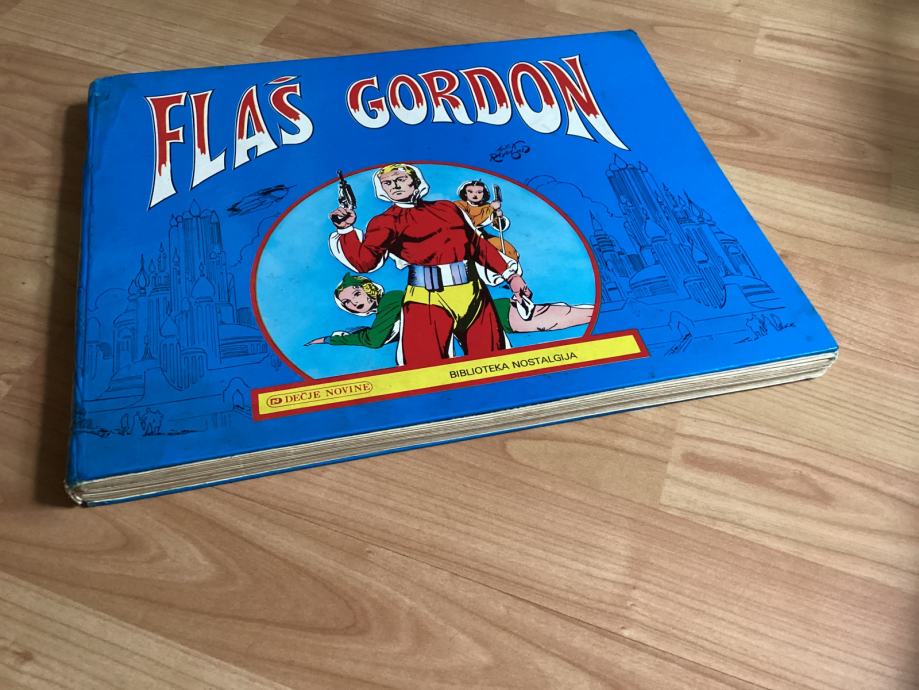 FLAŠ GORDON
DEČJE NOVINE
BIBLIOTEKA NOSTALGIJA